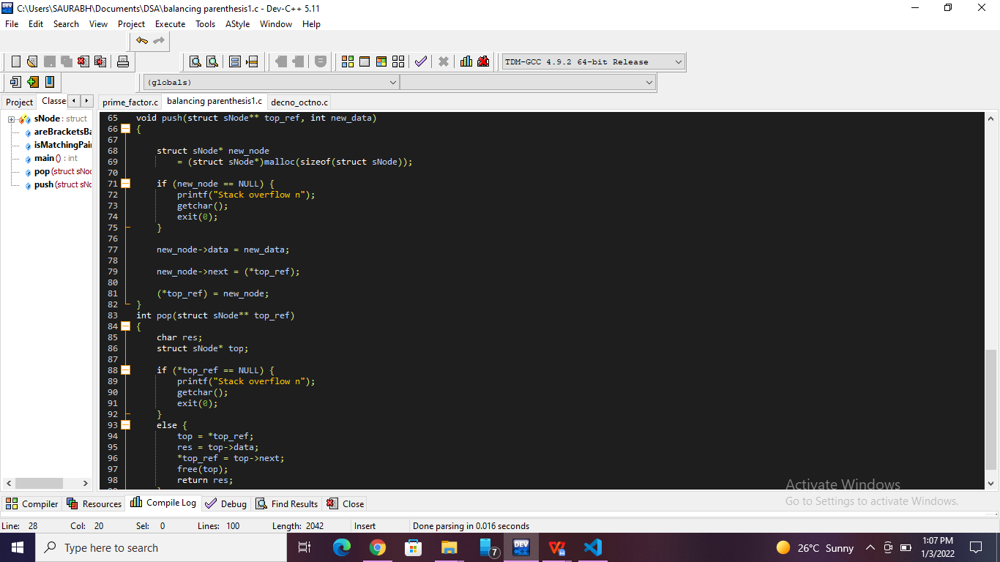 C:\Users\SAURABH\Documents\DSA\balancing parenthesis1.c - Dev-C++ 5.11
File Edit Search View Project Execute Tools AStyle Window Help
TDM-GCC 4.9.2 64-bit Release
(globals)
Project Classe prime_factor.c balancing parenthesis1.c decno_octno.c
sNode : struct
areBracketsBa
isMatchingPair
main () : int
pop (struct sNod
push (struct sNo
65 void push(struct sNode** top_ref, int new_data)
66 {
67
68 struct sNode* new_node
69 = (struct sNode*)malloc(sizeof(struct sNode));
70
71 if (new_node == NULL) {
72 printf("Stack overflow n");
73 getchar();
74 exit(0);
75 }
76
77 new_node->data = new_data;
78
79 new_node->next = (*top_ref);
80
81 (*top_ref) = new_node;
82 }
83 int pop(struct sNode** top_ref)
84 {
85 char res;
86 struct sNode* top;
87
88 if (*top_ref == NULL) {
89 printf("Stack overflow n");
90 getchar();
91 exit(0);
92 }
93 else {
94 top = *top_ref;
95 res = top->data;
96 *top_ref = top->next;
97 free(top);
98 return res;
Activate Windows
Go to Settings to activate Windows.
Compiler Resources Compile Log Debug Find Results Close
Line: 28 Col: 20 Sel: 0 Lines: 100 Length: 2042 Insert Done parsing in 0.016 seconds
Type here to search 7 DEV 26°C Sunny 1:07 PM
1/3/2022